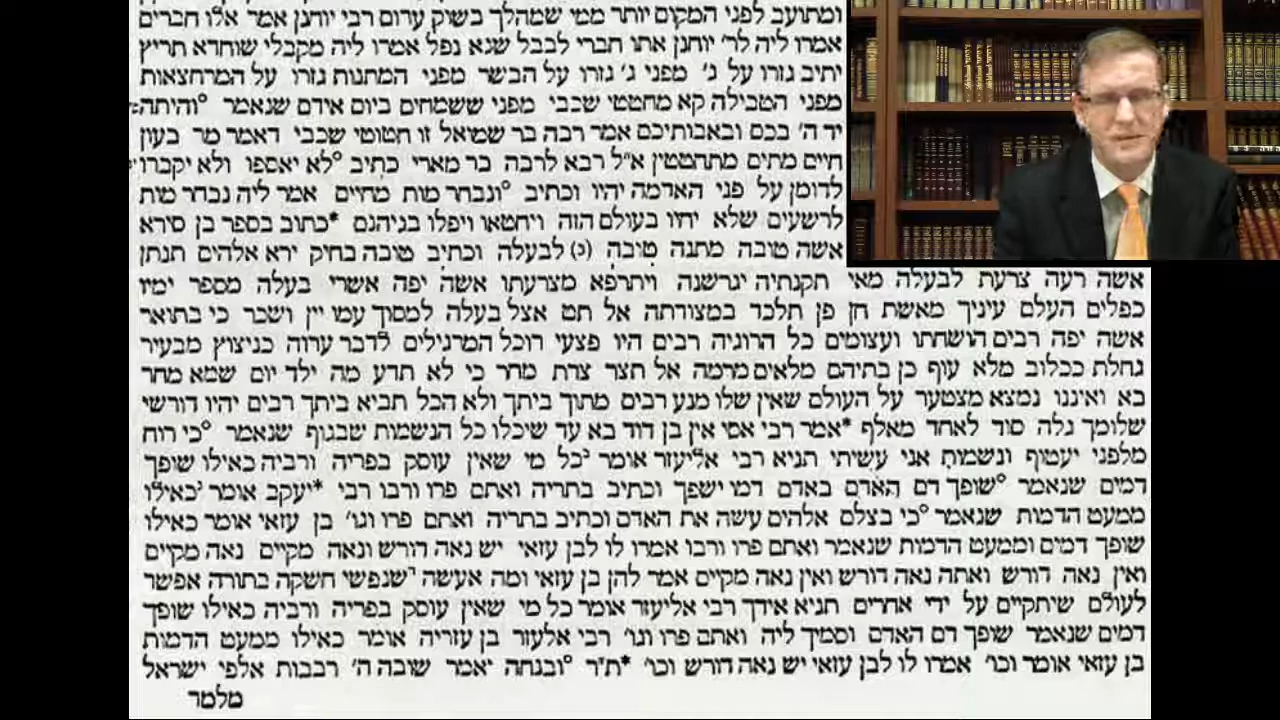 ומתועב לפני המקום יותר ממי שמהלך בשוק ערום רבי יוחנן אמר אלו חברים
אמרו ליה לר' יוחנן אתו חברי לבבל שגא נפל אמרו ליה מקבלי שוחדא תריץ
יתיב גזרו על ג' מפני ג' גזרו על הבשר מפני המתנות גזרו על המרחצאות
מפני הטבילה קא מחטטי שכבי מפני ששמחים ביום אידם שנאמר °והיתה
יד ה' בכם ובאבותיכם אמר רבה בר שמואל זו חטוטי שכבי דאמר מר בעון
חיים מתים מתחטטין א"ל רבא לרבה בר מארי כתיב °לא יאספו ולא יקברו
לדומן על פני האדמה יהיו וכתיב °ונבחר מות מחיים אמר ליה נבחר מות
לרשעים שלא יחיו בעולם הזה ויחטאו ויפלו בגיהנם *כתוב בספר בן סירא
אשה טובה מתנה טובה (כ) לבעלה וכתיב טובה בחיק ירא אלהים תנתן
אשה רעה צרעת לבעלה מאי תקנתיה יגרשנה ויתרפא מצרעתו אשה יפה אשרי בעלה מספר ימיו
כפלים העלם עיניך מאשת חן פן תלכד במצודתה אל תט אצל בעלה למסוך עמו יין ושכר כי בתואר
אשה יפה רבים הושחתו ועצומים כל הרוגיה רבים היו פצעי רוכל המרגילים לדבר ערוה כניצוץ מבעיר
גחלת ככלוב מלא עוף כן בתיהם מלאים מרמה אל תצר צרת מחר כי לא תדע מה ילד יום שמא מחר
בא ואיננו נמצא מצטער על העולם שאין שלו מנע רבים מתוך ביתך ולא הכל תביא ביתך רבים יהיו דורשי
שלומך גלה סוד לאחד מאלף *אמר רבי אסי אין בן דוד בא עד שיכלו כל הנשמות שבגוף שנאמר °כי רוח
מלפני יעטוף ונשמות אני עשיתי תניא רבי אליעזר אומר כל מי שאין עוסק בפריה ורביה כאילו שופך
דמים שנאמר °שופך דם האדם באדם דמו ישפך וכתיב בתריה ואתם פרו ורבו רבי *יעקב אומר כאילו
ממעט הדמות שנאמר °כי בצלם אלהים עשה את האדם וכתיב בתריה ואתם פרו וגו' בן עזאי אומר כאילו
שופך דמים וממעט הדמות שנאמר ואתם פרו ורבו אמרו לו לבן עזאי יש נאה דורש ונאה מקיים נאה מקיים
ואין נאה דורש ואתה נאה דורש ואין נאה מקיים אמר להן בן עזאי ומה אעשה שנפשי חשקה בתורה אפשר
לעולם שיתקיים על ידי אחרים תניא אידך רבי אליעזר אומר כל מי שאין עוסק בפריה ורביה כאילו שופך
דמים שנאמר שופך דם האדם וסמיך ליה ואתם פרו וגו' רבי אלעזר בן עזריה אומר כאילו ממעט הדמות
בן עזאי אומר וכו' אמרו לו לבן עזאי יש נאה דורש וכו' *ת"ר °ובנחה יאמר שובה ה' רבבות אלפי ישראל
מלמד